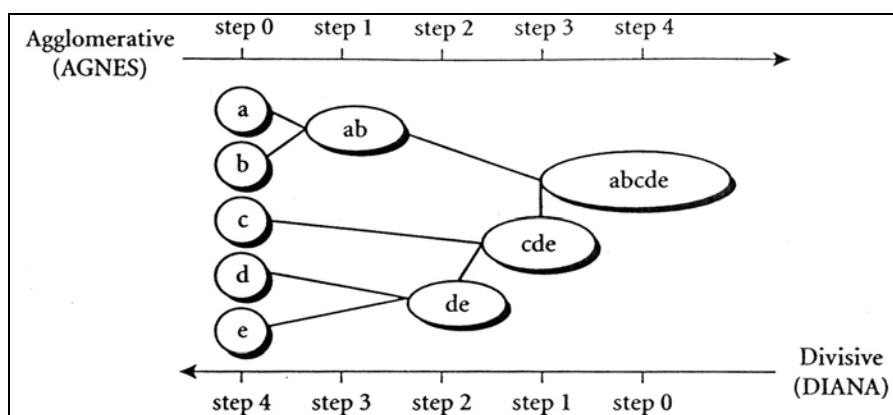 step 0 step 1 step 2 step 3 step 4
Agglomerative
(AGNES)
a
ab
b
abcde
c
cde
d
de
e
Divisive
(DIANA)
step 4 step 3 step 2 step 1 step 0